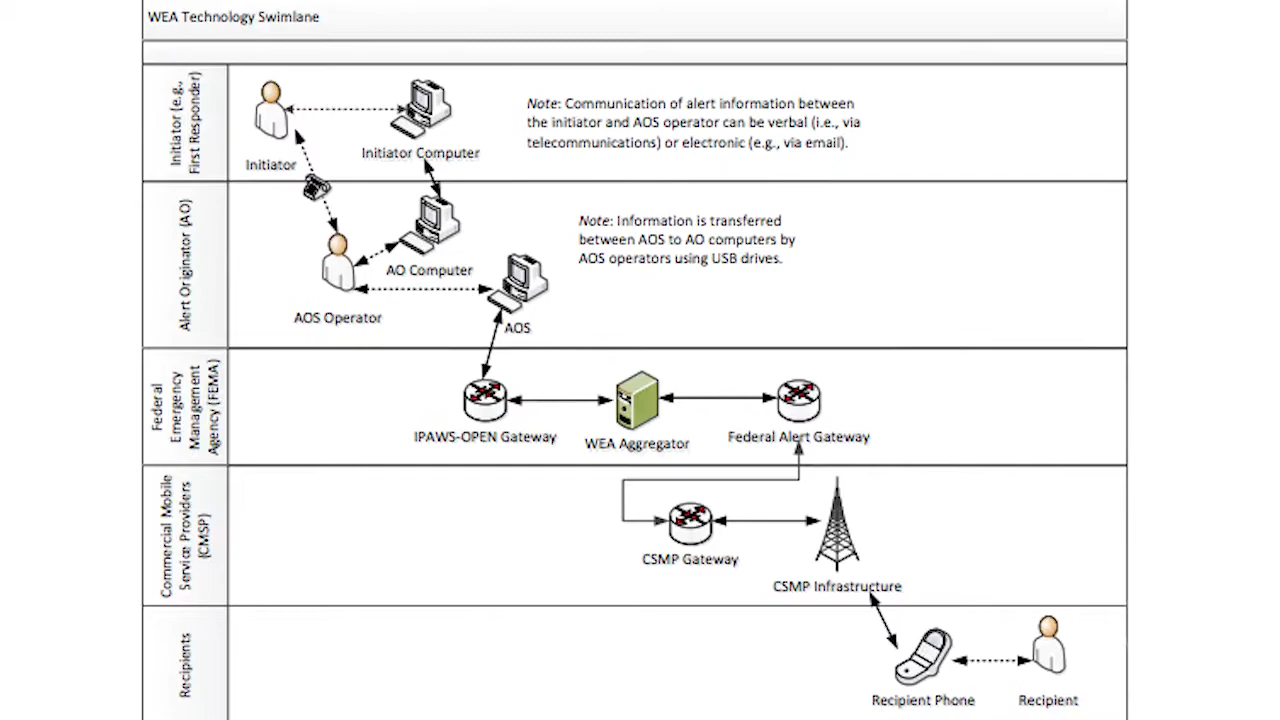 WEA Technology Swimlane
Initiator (e.g.,
First Responder)
Initiator
Initiator Computer
Note: Communication of alert information between
the initiator and AOS operator can be verbal (i.e., via
telecommunications) or electronic (e.g., via email).
Alert Originator (AO)
AOS Operator
AO Computer
AOS
Note: Information is transferred
between AOS to AO computers by
AOS operators using USB drives.
Federal
Emergency
Management
Agency (FEMA)
IPAWS-OPEN Gateway
WEA Aggregator
Federal Alert Gateway
Commercial Mobile
Service Providers
(CMSP)
CSMP Gateway
CSMP Infrastructure
Recipients
Recipient Phone
Recipient